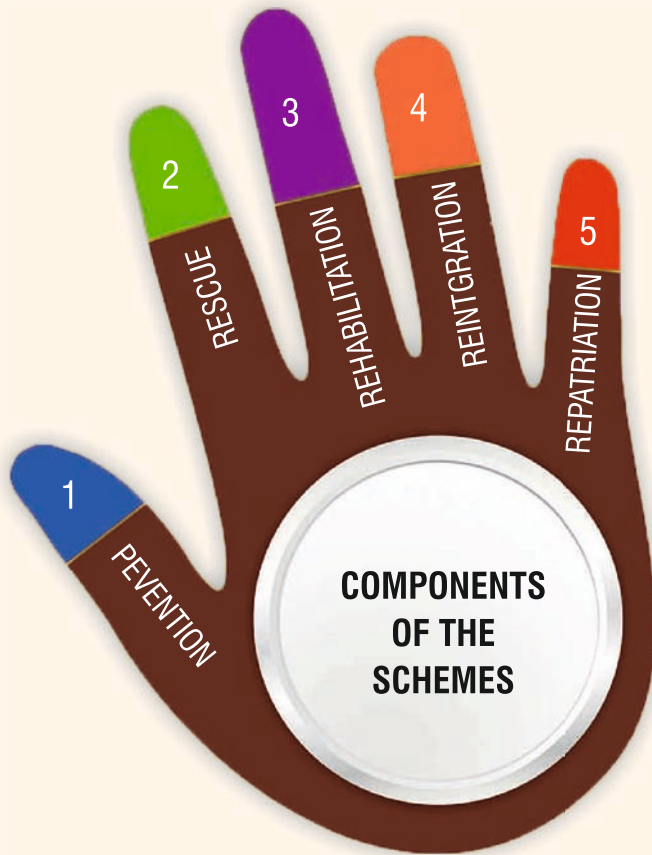 1
PEVENTION
2
RESCUE
3
REHABILITATION
4
REINTGRATION
5
REPATRIATION
COMPONENTS
OF THE
SCHEMES